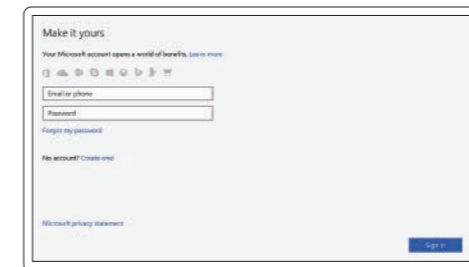 Make it yours
Your Microsoft account opens a world of benefits. Learn more
Email or phone
Password
Forgot my password
No account? Create one!
Microsoft privacy statement
Sign in